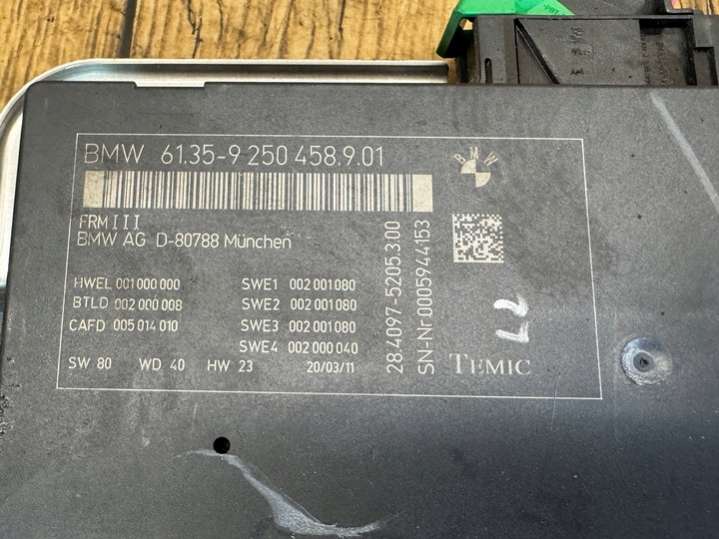 BMW 61.35-9 250 458.9.01
BMW
FRM III
BMW AG D-80788 München
HWEL 001 000 000
BTLD 002 000 008
CAFD 005 014 010
SWE1 002 001 080
SWE2 002 001 080
SWE3 002 001 080
SWE4 002 000 040
SW 80 WD 40 HW 23 20/03/11
28.4097-5205.3.00
SN-Nr 0005944153
TEMIC